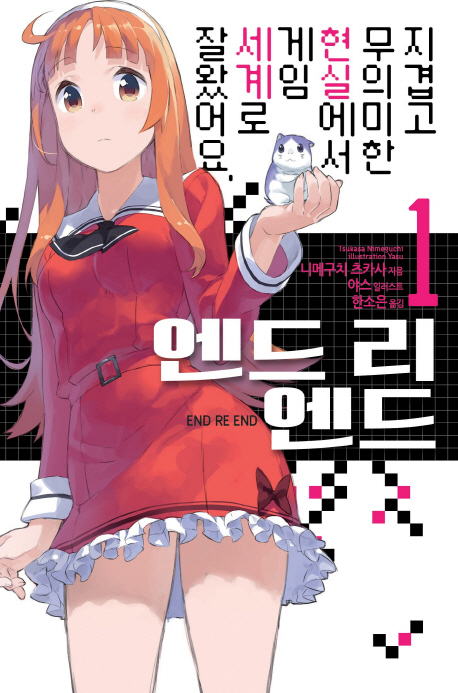 지겹고
무의미한
현실에서
게임
세계로
잘 왔어요.
1
Tsukasa Nimeguchi
illustration Yasu
니메구치 츠카사 지음
야스 일러스트
한소은 옮김
엔드 리
END RE END
엔드